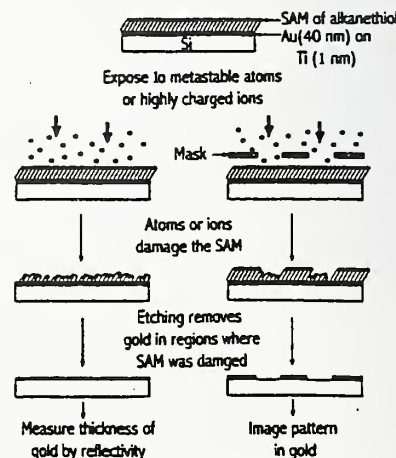 SAM of alkanethiol
Au(40 nm) on
Ti (1 nm)
Si
Expose to metastable atoms
or highly charged ions
Mask
Atoms or ions
damage the SAM
Etching removes
gold in regions where
SAM was damged
Measure thickness of
gold by reflectivity
Image pattern
in gold